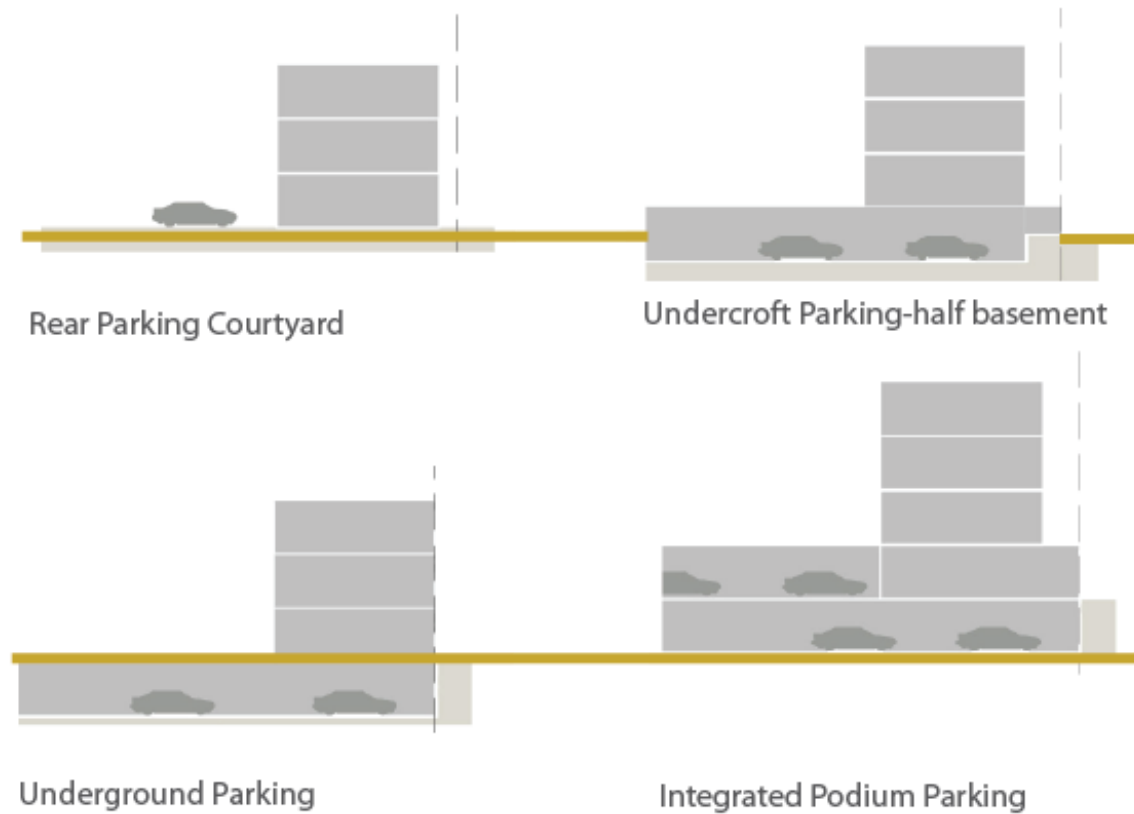 Rear Parking Courtyard
Undercroft Parking-half basement
Underground Parking
Integrated Podium Parking